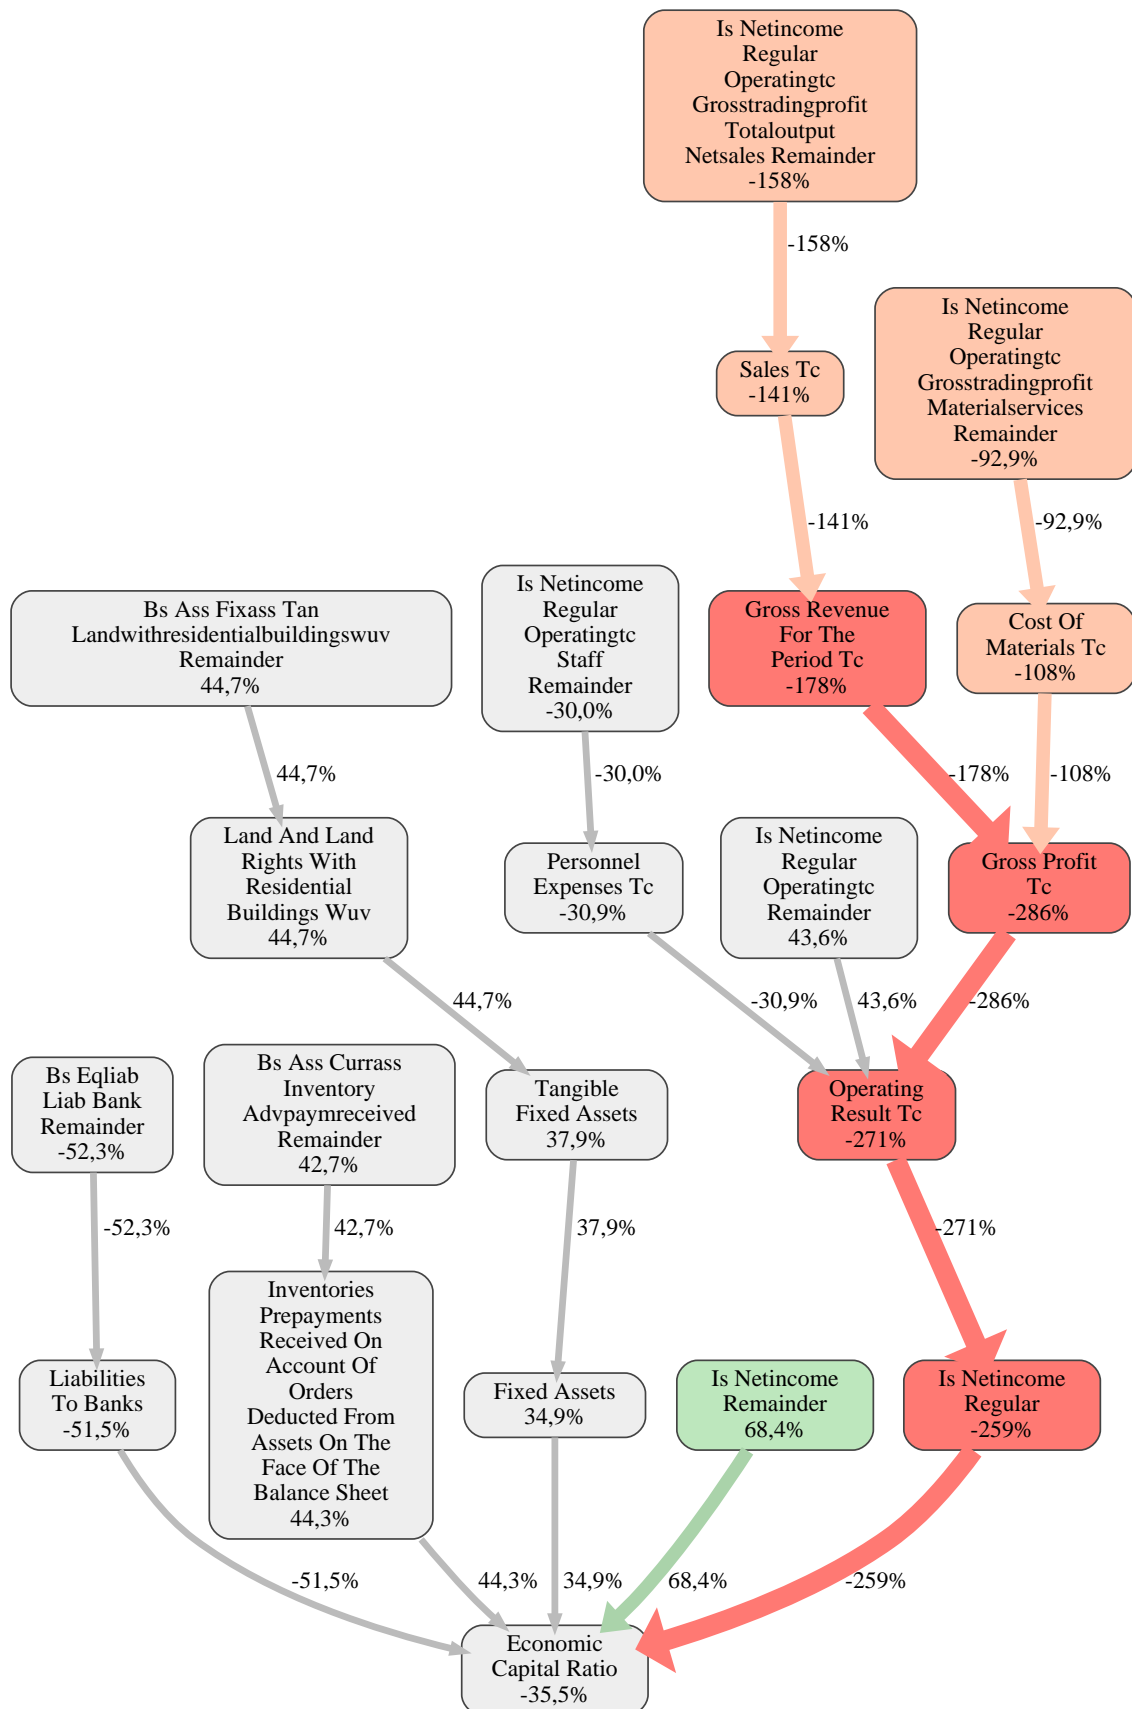 Is Netincome
Regular
Operatingtc
Grosstradingprofit
Totaloutput
Netsales Remainder
-158%
-158%
Is Netincome
Regular
Operatingtc
Grosstradingprofit
Materialservices
Remainder
-92,9%
Sales Tc
-141%
-141%
-92,9%
Bs Ass Fixass Tan
Landwithresidentialbuildingswuv
Remainder
44,7%
Is Netincome
Regular
Operatingtc
Staff
Remainder
-30,0%
Gross Revenue
For The
Period Tc
-178%
Cost Of
Materials Tc
-108%
44,7%
-30,0%
-178%
-108%
Land And Land
Rights With
Residential
Buildings Wuv
44,7%
Personnel
Expenses Tc
-30,9%
Is Netincome
Regular
Operatingtc
Remainder
43,6%
Gross Profit
Tc
-286%
44,7%
-30,9%
43,6%
-286%
Bs Eqliab
Liab Bank
Remainder
-52,3%
Bs Ass Currass
Inventory
Advpaymreceived
Remainder
42,7%
Tangible
Fixed Assets
37,9%
Operating
Result Tc
-271%
-52,3%
42,7%
37,9%
-271%
Liabilities
To Banks
-51,5%
Inventories
Prepayments
Received On
Account Of
Orders
Deducted From
Assets On The
Face Of The
Balance Sheet
44,3%
Fixed Assets
34,9%
Is Netincome
Remainder
68,4%
Is Netincome
Regular
-259%
-51,5%
44,3%
34,9%
68,4%
-259%
Economic
Capital Ratio
-35,5%